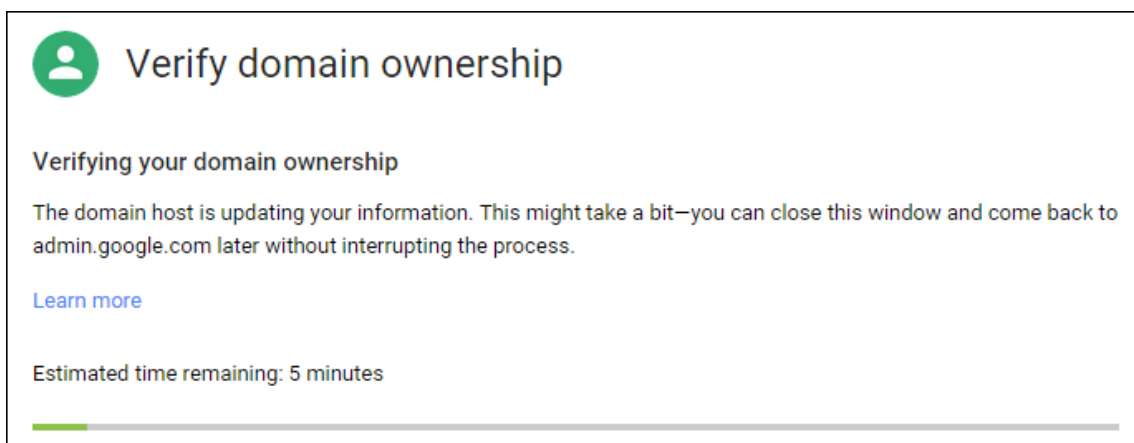 Verify domain ownership
Verifying your domain ownership
The domain host is updating your information. This might take a bit—you can close this window and come back to
admin.google.com later without interrupting the process.
Learn more
Estimated time remaining: 5 minutes